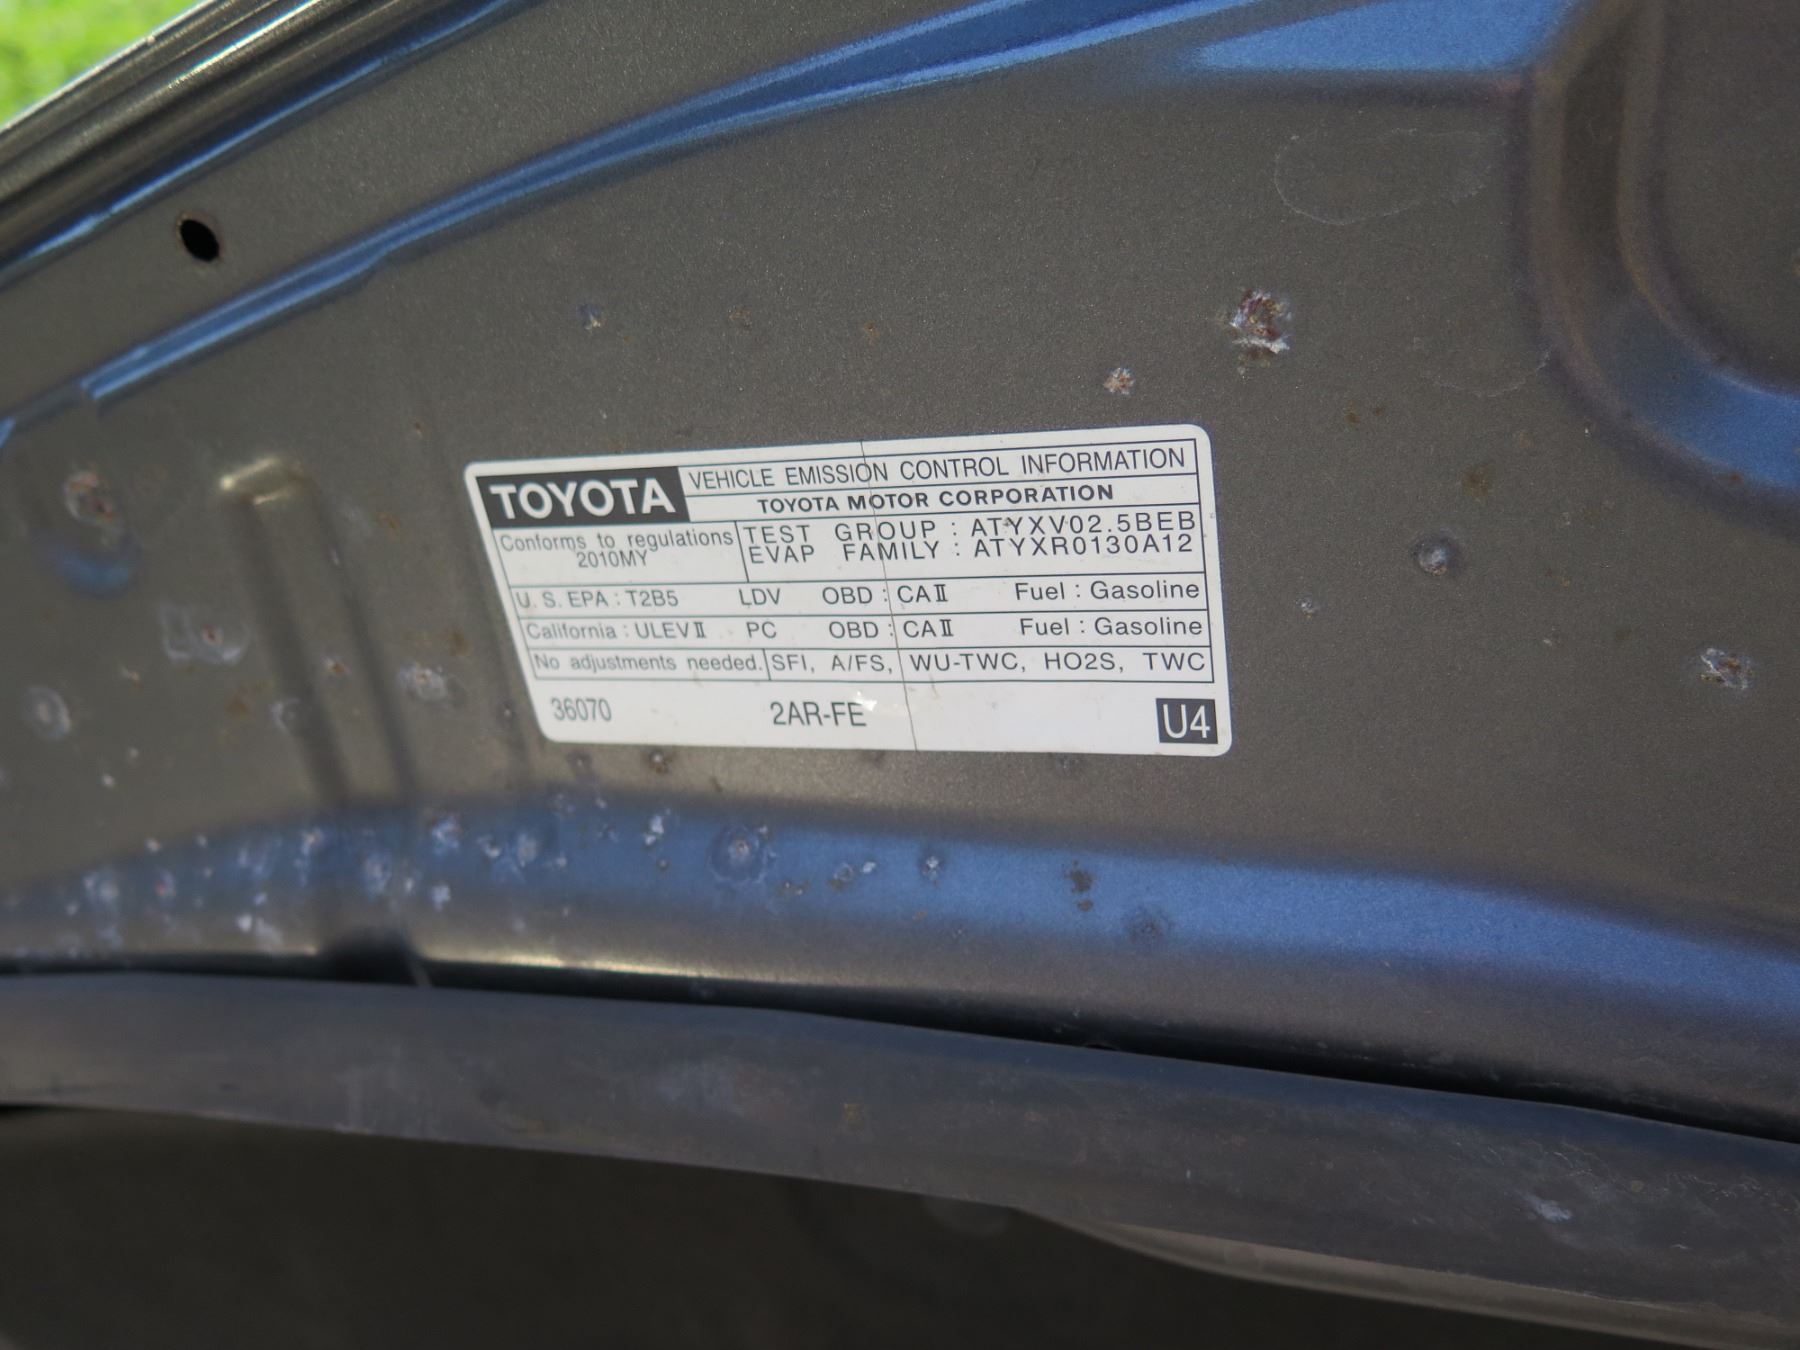 TOYOTA VEHICLE EMISSION CONTROL INFORMATION
TOYOTA MOTOR CORPORATION
Conforms to regulations
2010MY
TEST GROUP : ATYXV02.5BEB
EVAP FAMILY : ATYXR0130A12
U.S. EPA : T2B5 LDV OBD : CAⅡ Fuel : Gasoline
California : ULEVⅡ PC OBD : CAⅡ Fuel : Gasoline
No adjustments needed. SFI, A/FS, WU-TWC, HO2S, TWC
36070 2AR-FE U4